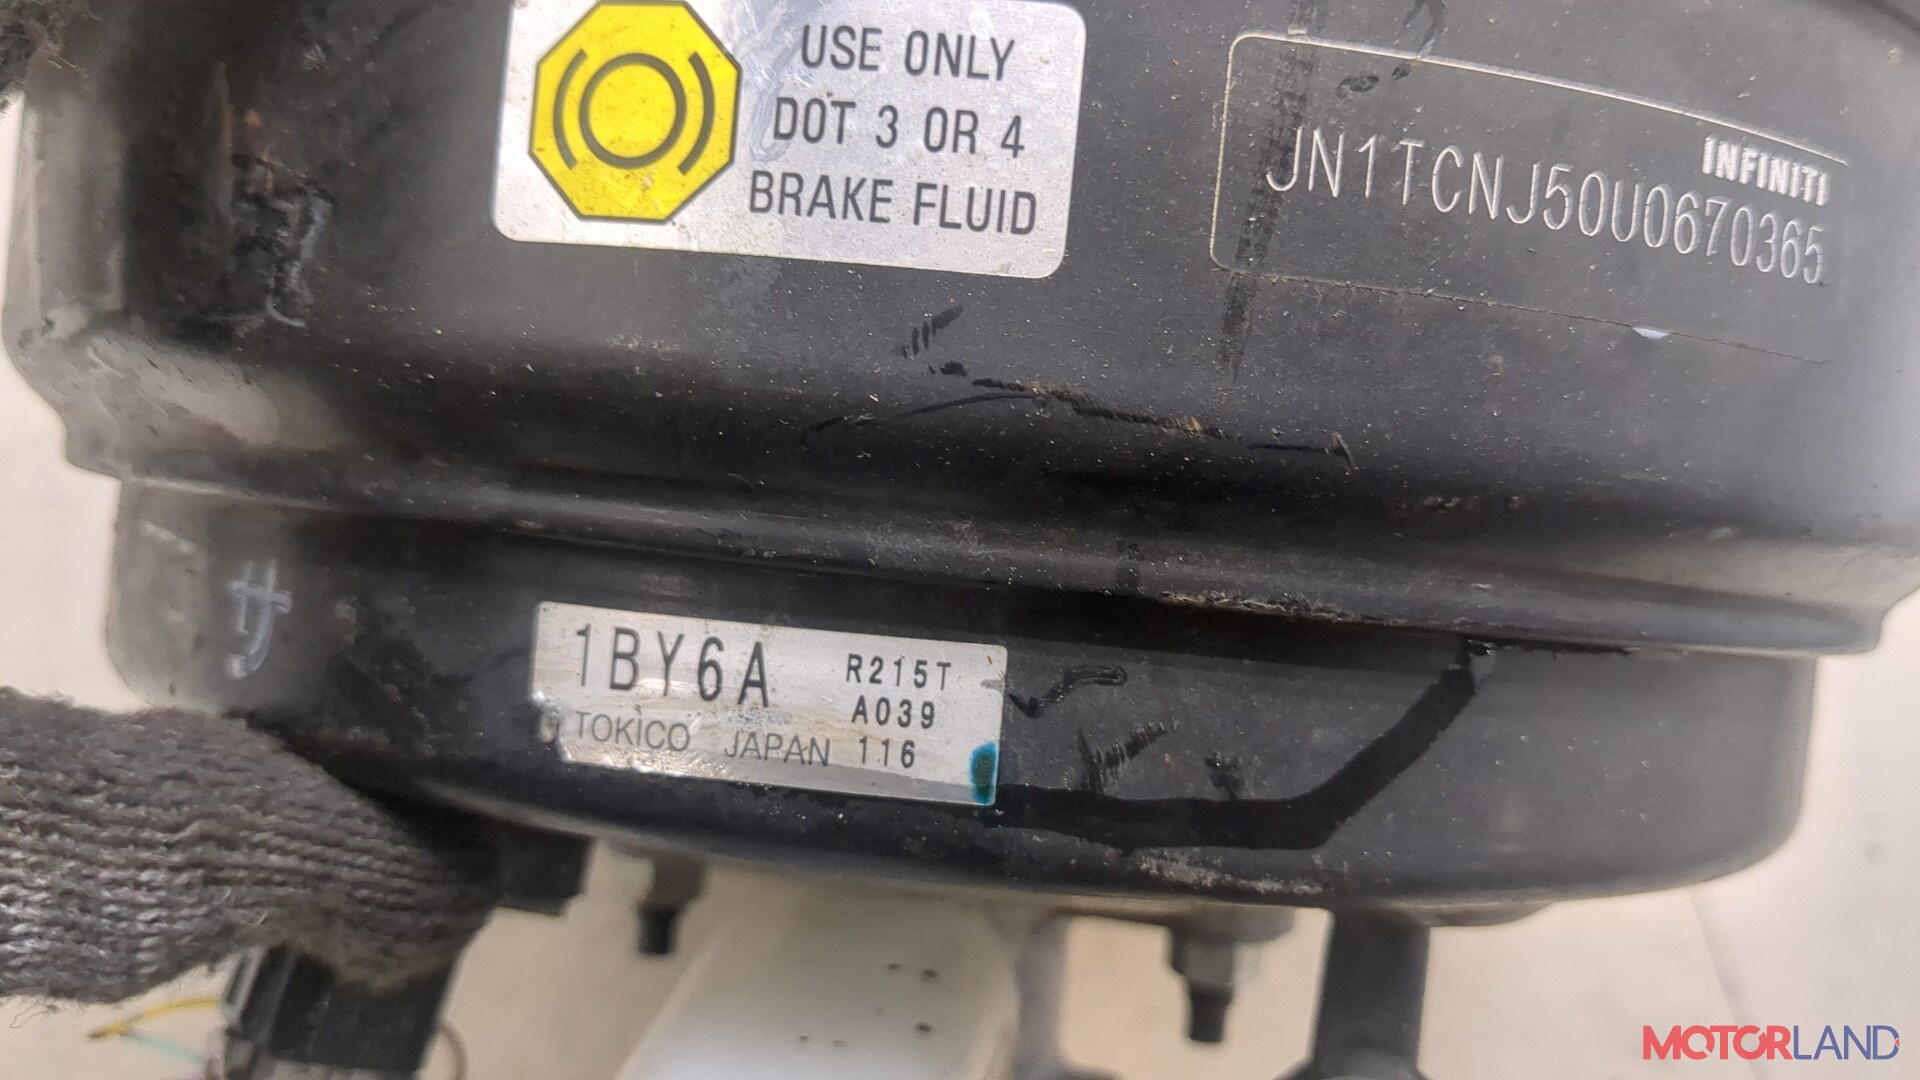 USE ONLY
DOT 3 OR 4
BRAKE FLUID
INFINITI
JN1TCNJ50U0670365
1BY6A
R215T
A039
TOKICO JAPAN 116
MOTORLAND